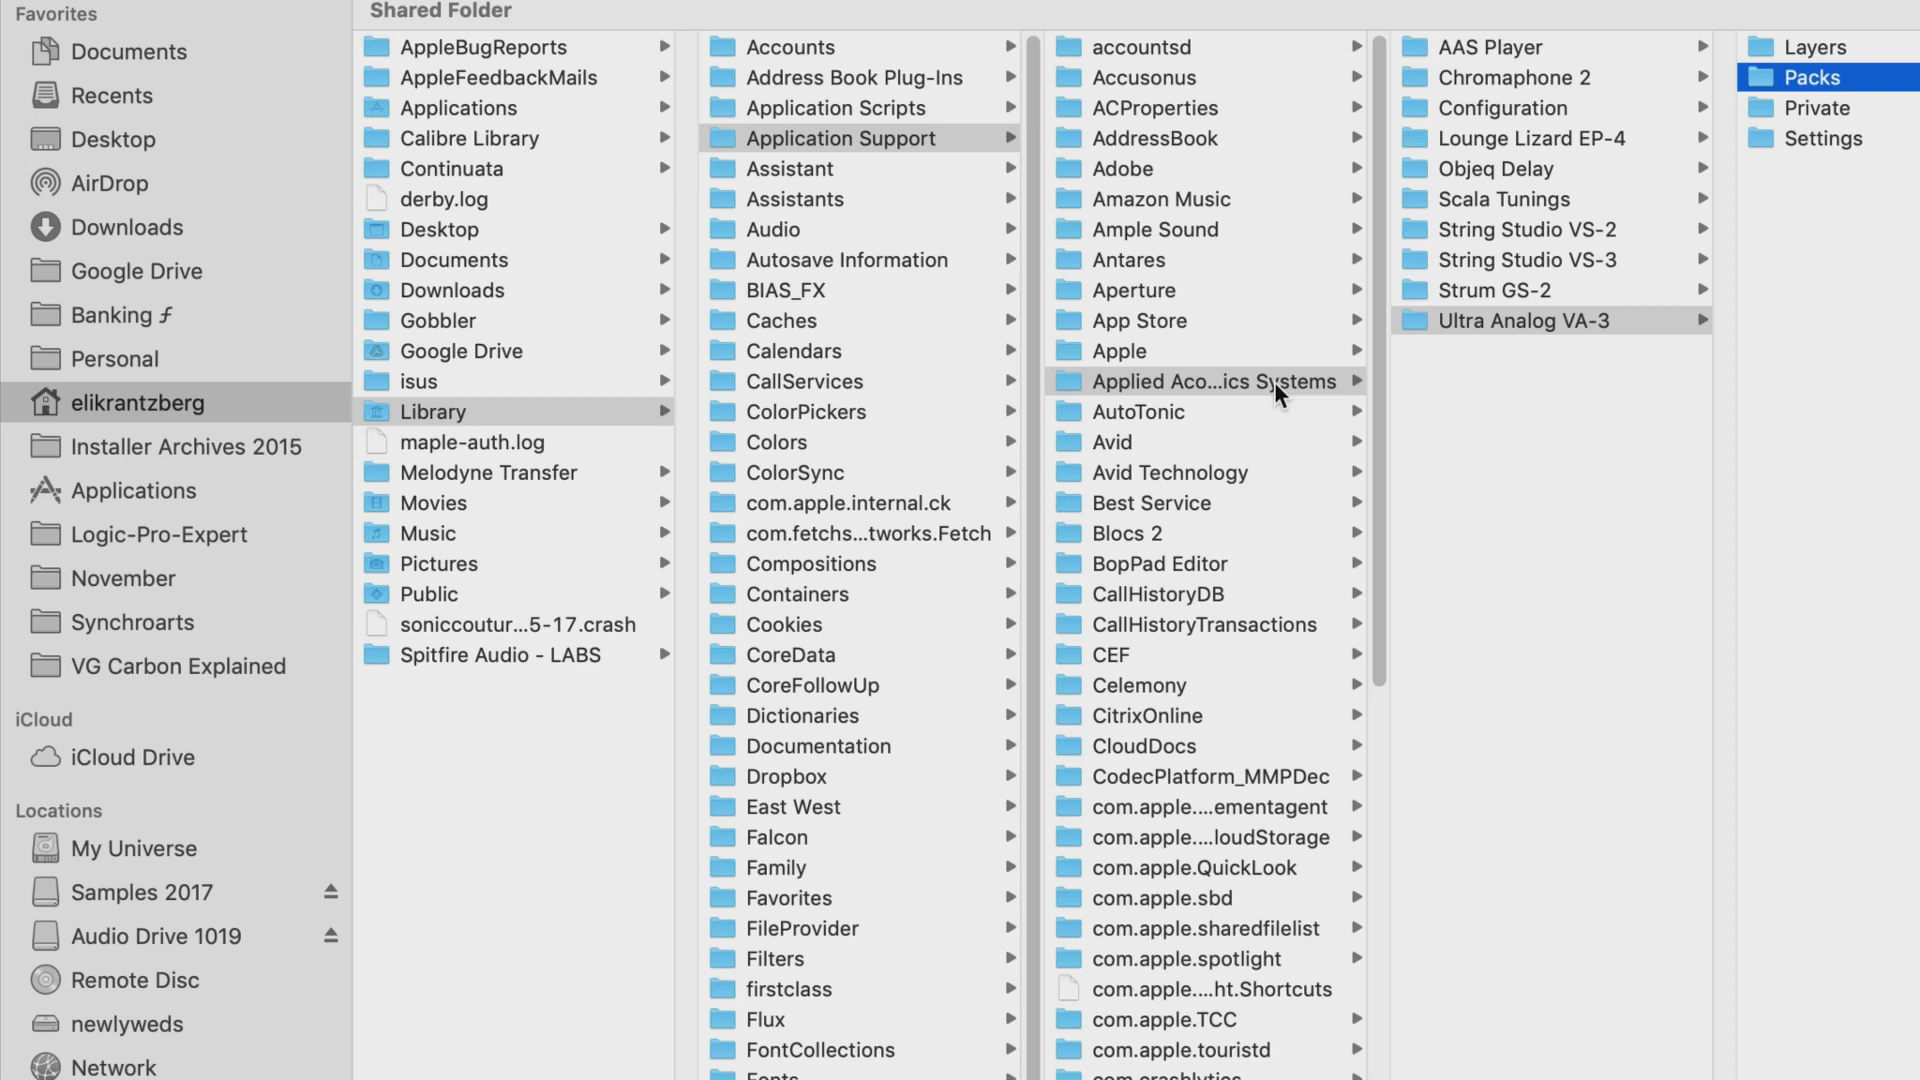 Favorites
Documents
Recents
Desktop
AirDrop
Downloads
Google Drive
Banking ƒ
Personal
elikrantzberg
Installer Archives 2015
Applications
Logic-Pro-Expert
November
Synchroarts
VG Carbon Explained
iCloud
iCloud Drive
Locations
My Universe
Samples 2017
Audio Drive 1019
Remote Disc
newlyweds
Network
Shared Folder
AppleBugReports
AppleFeedbackMails
Applications
Calibre Library
Continuata
derby.log
Desktop
Documents
Downloads
Gobbler
Google Drive
isus
Library
maple-auth.log
Melodyne Transfer
Movies
Music
Pictures
Public
soniccoutur...5-17.crash
Spitfire Audio - LABS
Accounts
Address Book Plug-Ins
Application Scripts
Application Support
Assistant
Assistants
Audio
Autosave Information
BIAS_FX
Caches
Calendars
CallServices
ColorPickers
Colors
ColorSync
com.apple.internal.ck
com.fetchs...tworks.Fetch
Compositions
Containers
Cookies
CoreData
CoreFollowUp
Dictionaries
Documentation
Dropbox
East West
Falcon
Family
Favorites
FileProvider
Filters
firstclass
Flux
FontCollections
Fonts
accountsd
Accusonus
ACProperties
AddressBook
Adobe
Amazon Music
Ample Sound
Antares
Aperture
App Store
Apple
Applied Aco...ics Systems
AutoTonic
Avid
Avid Technology
Best Service
Blocs 2
BopPad Editor
CallHistoryDB
CallHistoryTransactions
CEF
Celemony
CitrixOnline
CloudDocs
CodecPlatform_MMPDec
com.apple....ementagent
com.apple....loudStorage
com.apple.QuickLook
com.apple.sbd
com.apple.sharedfilelist
com.apple.spotlight
com.apple....ht.Shortcuts
com.apple.TCC
com.apple.touristd
com.crashlytics
AAS Player
Chromaphone 2
Configuration
Lounge Lizard EP-4
Objeq Delay
Scala Tunings
String Studio VS-2
String Studio VS-3
Strum GS-2
Ultra Analog VA-3
Layers
Packs
Private
Settings